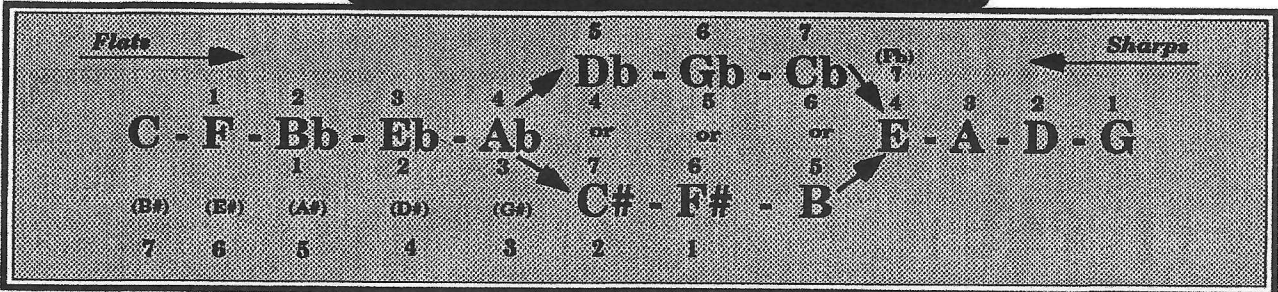 Flats
Sharps
5 6 7
Db - Gb - Cb
(Fb)
7
1 2 3 4 4 5 6 4 3 2 1
C - F - Bb - Eb - Ab or or or E - A - D - G
1 2 3 7 6 5
C# - F# - B
(B#) (E#) (A#) (D#) (G#)
7 6 5 4 3 2 1